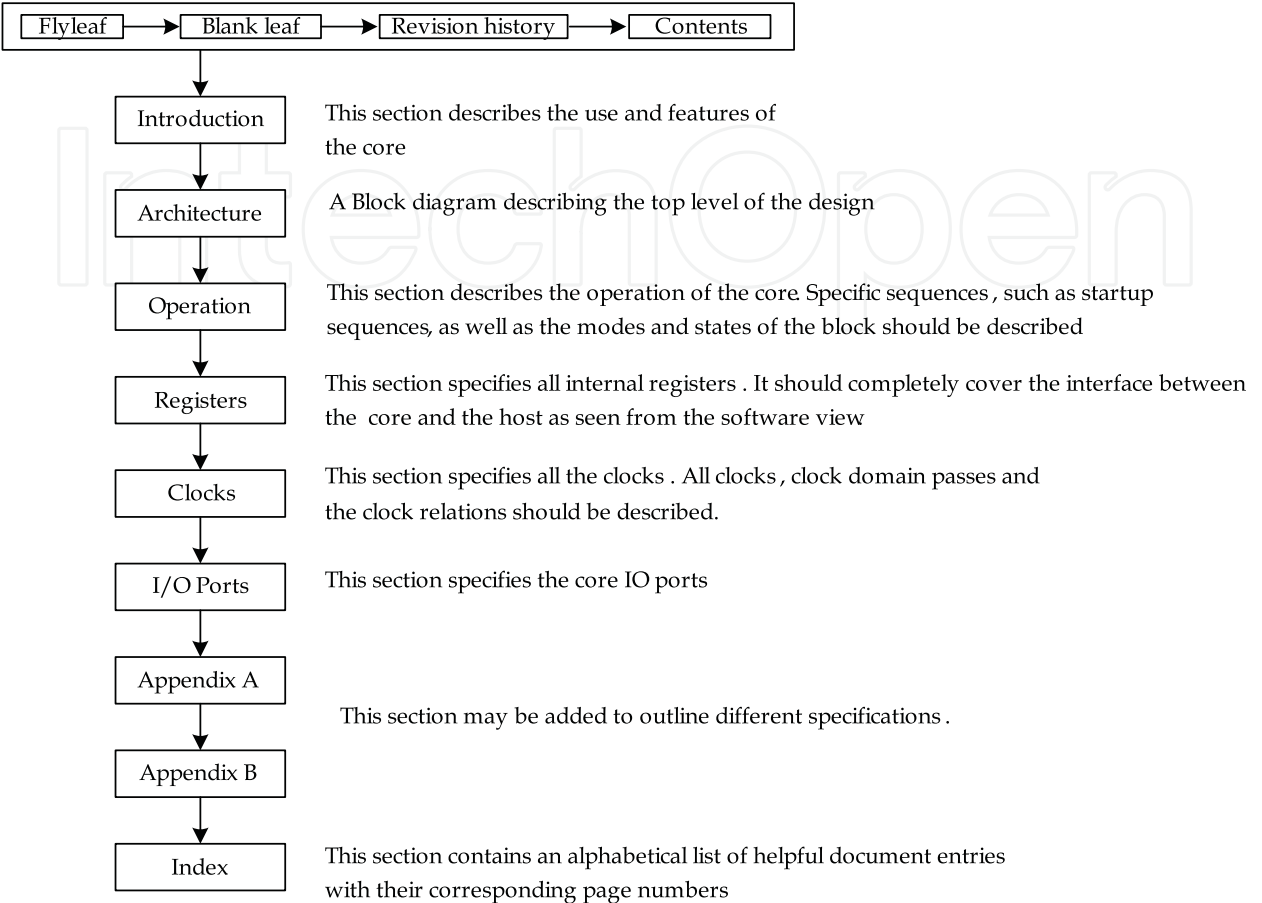 Flyleaf Blank leaf Revision history Contents
Introduction
This section describes the use and features of
the core
Architecture
A Block diagram describing the top level of the design
Operation
This section describes the operation of the core. Specific sequences , such as startup
sequences, as well as the modes and states of the block should be described
Registers
This section specifies all internal registers . It should completely cover the interface between
the core and the host as seen from the software view.
Clocks
This section specifies all the clocks . All clocks , clock domain passes and
the clock relations should be described.
I/O Ports
This section specifies the core IO ports
Appendix A
This section may be added to outline different specifications .
Appendix B
Index
This section contains an alphabetical list of helpful document entries
with their corresponding page numbers
IntechOpen